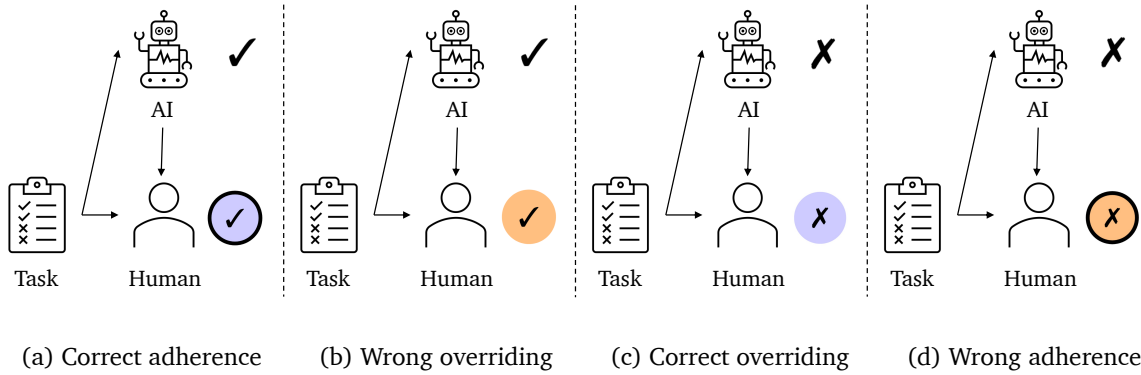 AI
Task
Human
(a) Correct adherence
AI
Task
Human
(b) Wrong overriding
AI
Task
Human
(c) Correct overriding
AI
Task
Human
(d) Wrong adherence